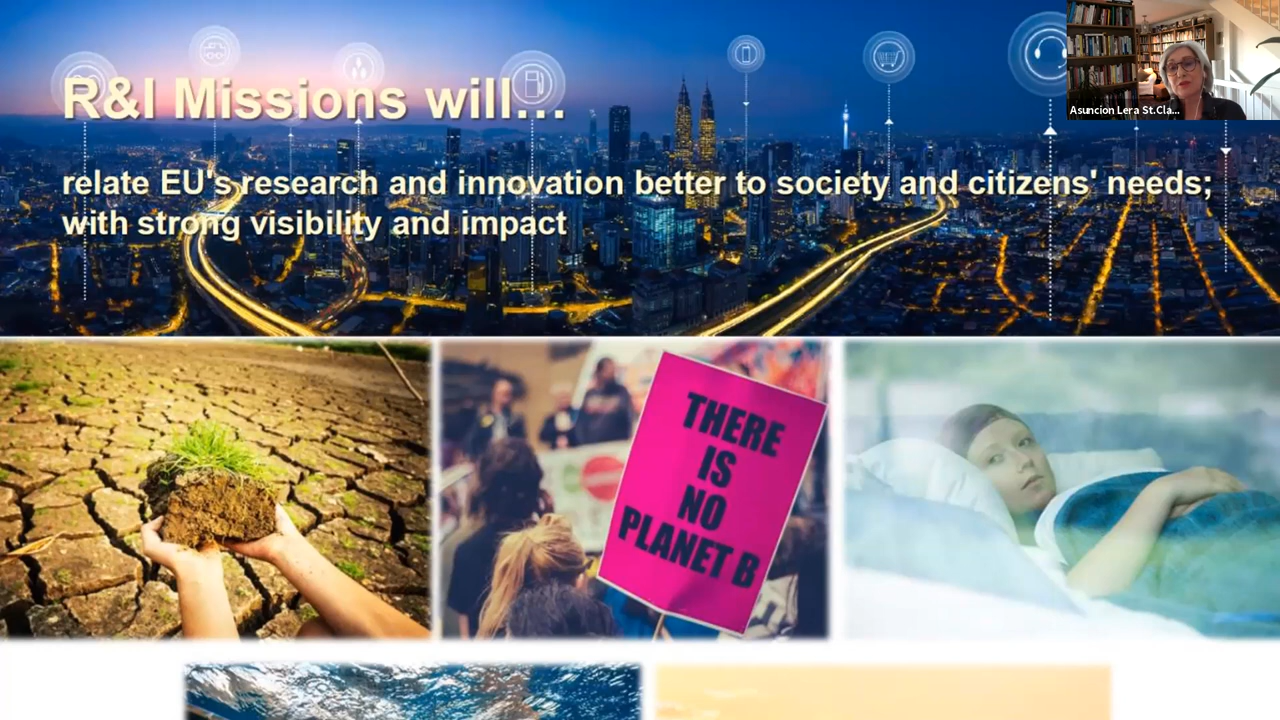 R&I Missions will...
relate EU's research and innovation better to society and citizens' needs;
with strong visibility and impact
Asuncion Lera St.Cla...
THERE
IS
NO
PLANET B